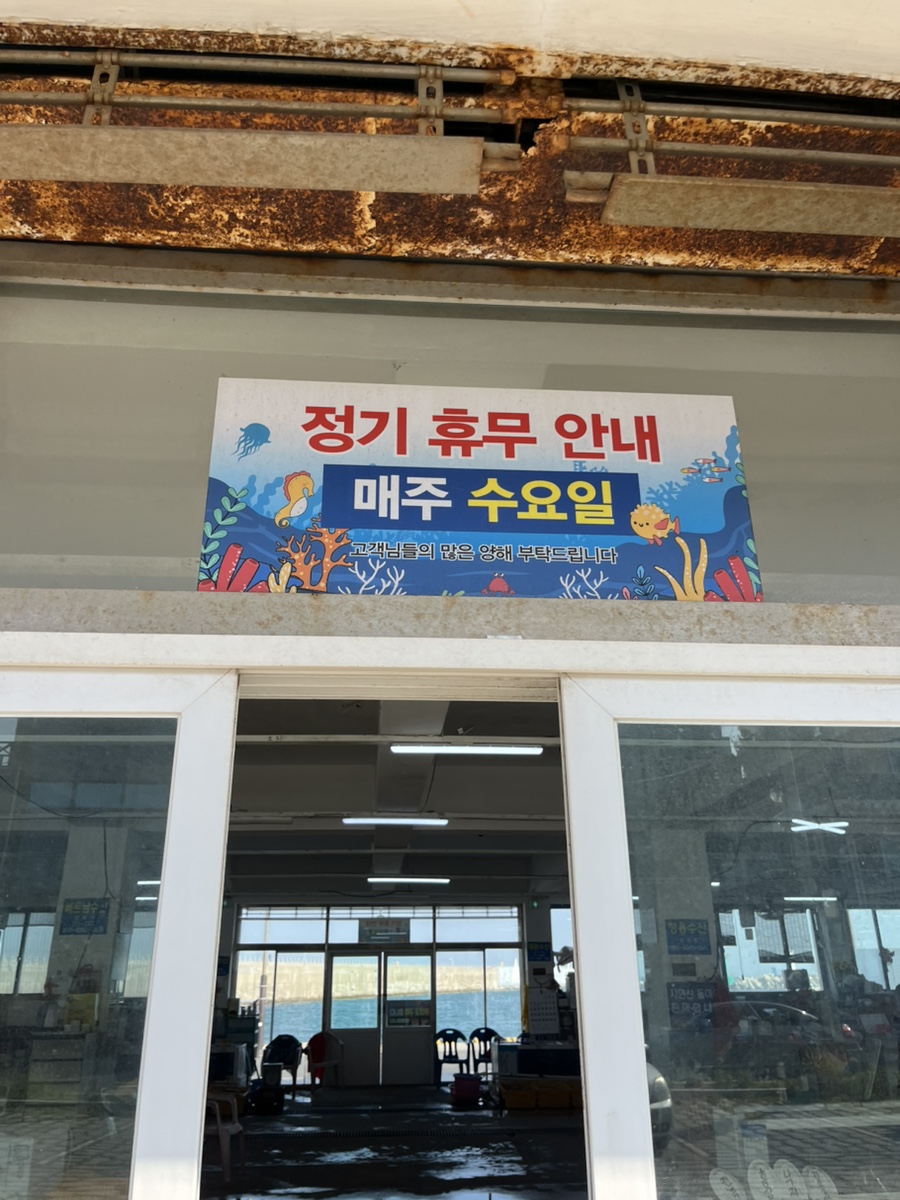 정기 휴무 안내
매주 수요일
고객님들의 많은 양해 부탁드립니다